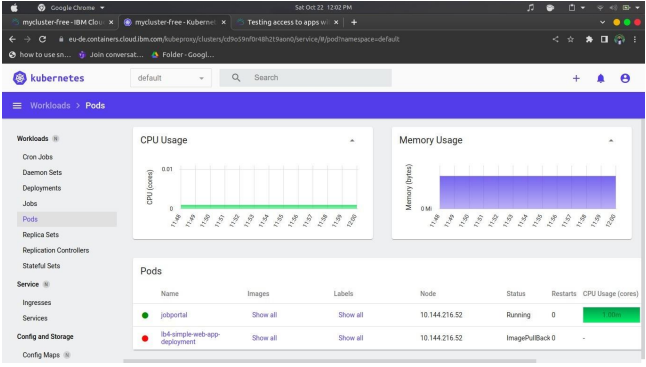 Google Chrome
Sat Oct 22 12:02 PM
mycluster-free - IBM Clou
mycluster-free - Kubernet
Testing access to apps wi
eu-de.containers.cloud.ibm.com/kubeproxy/clusters/cd9o59nf0r48h2t9aon0/service/#/pod?namespace=default
how to use sn...
Join conversat...
Folder - Googl...
kubernetes
default
Search
Workloads > Pods
Workloads N
Cron Jobs
Daemon Sets
Deployments
Jobs
Pods
Replica Sets
Replication Controllers
Stateful Sets
Service N
Ingresses
Services
Config and Storage
Config Maps N
CPU Usage
CPU (cores)
0.01
0
11:48 11:49 11:50 11:51 11:52 11:53 11:54 11:55 11:56 11:57 11:58 11:59 12:00
Memory Usage
Memory (bytes)
0 Mi
11:48 11:49 11:50 11:51 11:52 11:53 11:54 11:55 11:56 11:57 11:58 11:59 12:00
Pods
Name Images Labels Node Status Restarts CPU Usage (cores)
jobportal Show all Show all 10.144.216.52 Running 0 1.00m
lb4-simple-web-app-
deployment Show all Show all 10.144.216.52 ImagePullBack 0 -